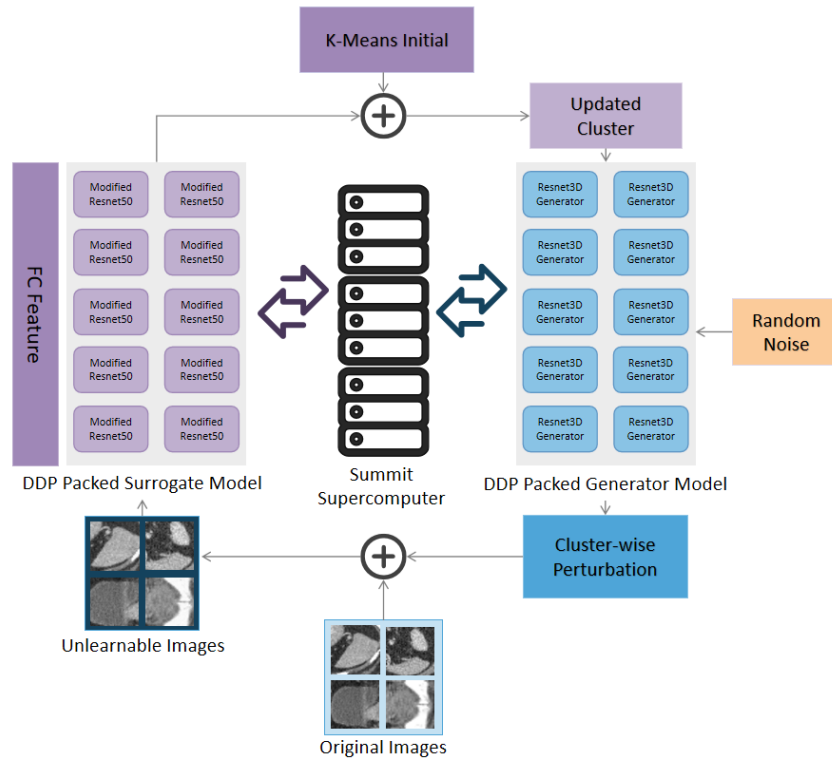 K-Means Initial
Updated
Cluster
FC Feature
Modified
Resnet50
Modified
Resnet50
Modified
Resnet50
Modified
Resnet50
Modified
Resnet50
Modified
Resnet50
Modified
Resnet50
Modified
Resnet50
Modified
Resnet50
Modified
Resnet50
DDP Packed Surrogate Model
Summit
Supercomputer
Resnet3D
Generator
Resnet3D
Generator
Resnet3D
Generator
Resnet3D
Generator
Resnet3D
Generator
Resnet3D
Generator
Resnet3D
Generator
Resnet3D
Generator
Resnet3D
Generator
Resnet3D
Generator
DDP Packed Generator Model
Random
Noise
Cluster-wise
Perturbation
Unlearnable Images
Original Images